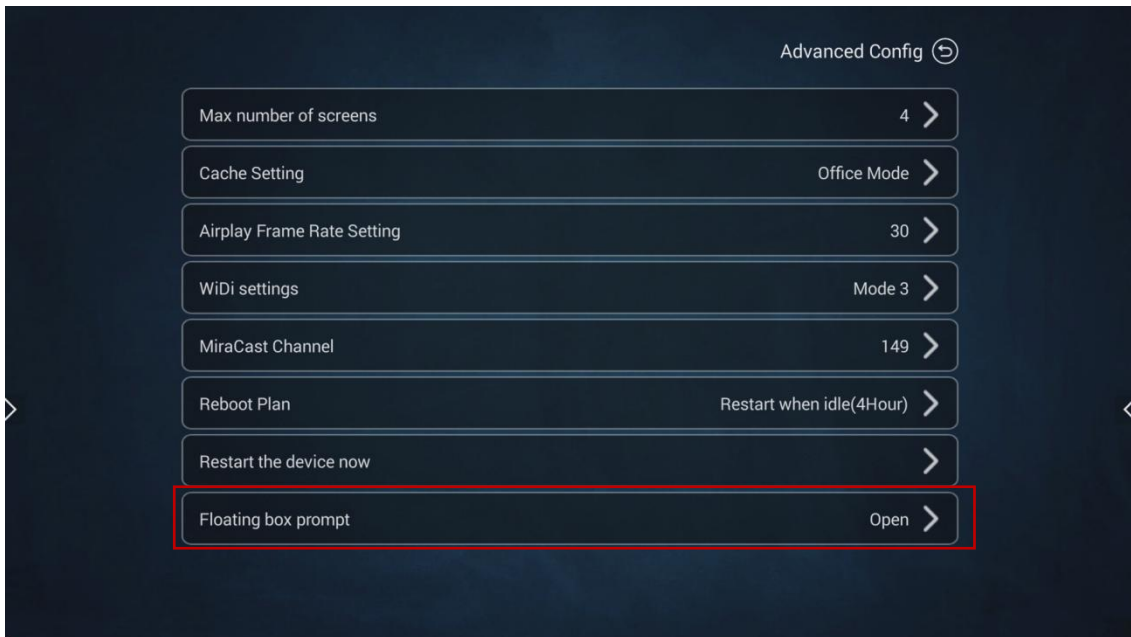 Advanced Config
Max number of screens 4
Cache Setting Office Mode
Airplay Frame Rate Setting 30
WiDi settings Mode 3
MiraCast Channel 149
Reboot Plan Restart when idle(4Hour)
Restart the device now
Floating box prompt Open